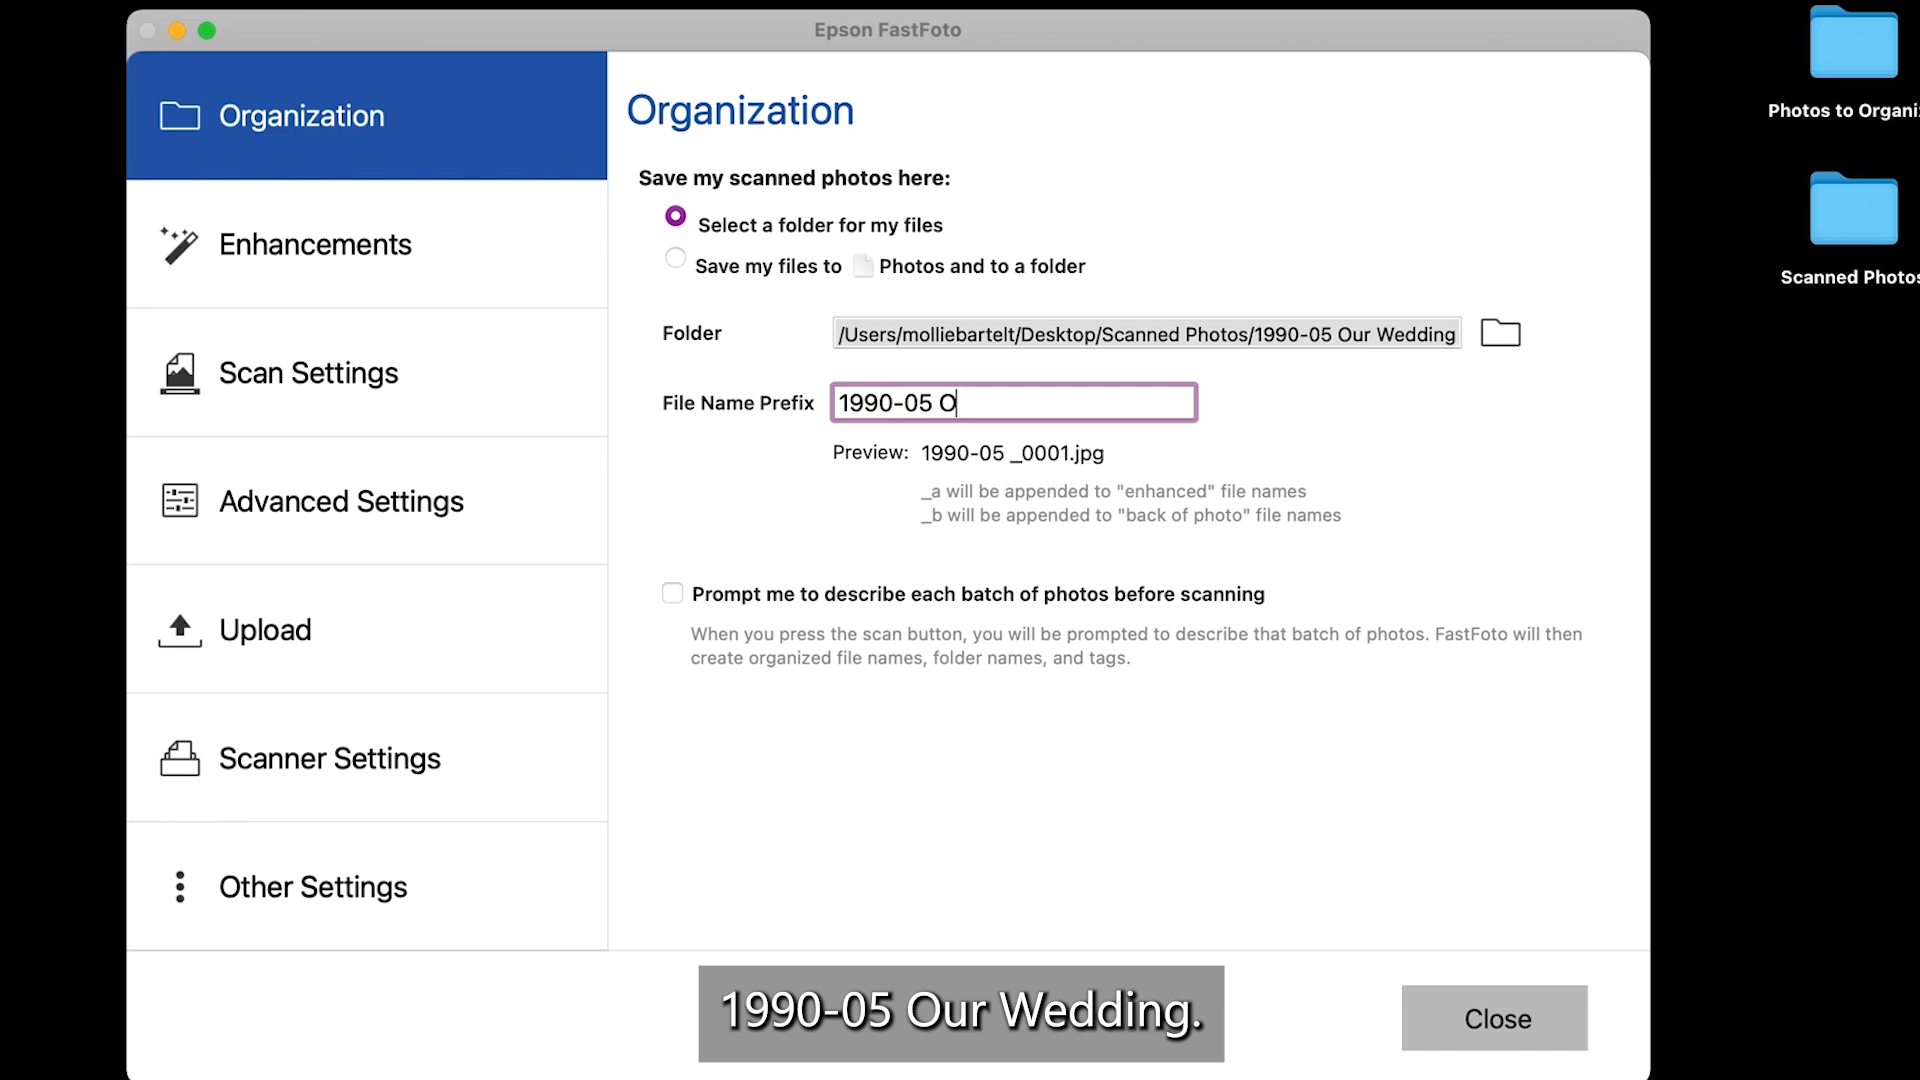 Epson FastFoto
Photos to Organi
Scanned Photos
Organization
Enhancements
Scan Settings
Advanced Settings
Upload
Scanner Settings
Other Settings
Organization
Save my scanned photos here:
Select a folder for my files
Save my files to Photos and to a folder
Folder /Users/molliebartelt/Desktop/Scanned Photos/1990-05 Our Wedding
File Name Prefix 1990-05 O
Preview: 1990-05 _0001.jpg
_a will be appended to "enhanced" file names
_b will be appended to "back of photo" file names
Prompt me to describe each batch of photos before scanning
When you press the scan button, you will be prompted to describe that batch of photos. FastFoto will then
create organized file names, folder names, and tags.
1990-05 Our Wedding.
Close